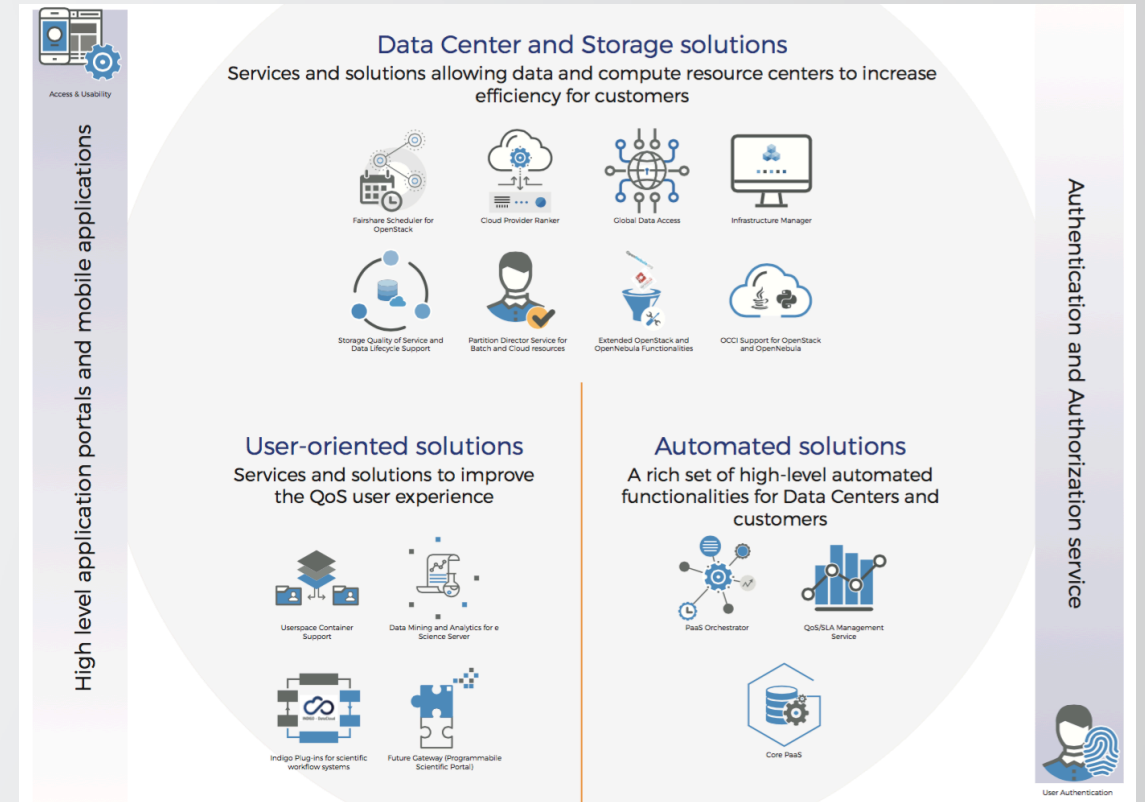 Access & Usability
High level application portals and mobile applications
Data Center and Storage solutions
Services and solutions allowing data and compute resource centers to increase
efficiency for customers
Fairshare Scheduler for
OpenStack
Cloud Provider Ranker
Global Data Access
Infrastructure Manager
Storage Quality of Service and
Data Lifecycle Support
Partition Director Service for
Batch and Cloud resources
Extended OpenStack and
OpenNebula Functionalities
OCCI Support for OpenStack
and OpenNebula
User-oriented solutions
Services and solutions to improve
the QoS user experience
Userspace Container
Support
Data Mining and Analytics for e
Science Server
Indigo Plug-ins for scientific
workflow systems
Future Gateway (Programmabile
Scientific Portal)
Automated solutions
A rich set of high-level automated
functionalities for Data Centers and
customers
PaaS Orchestrator
QoS/SLA Management
Service
Core PaaS
Authentication and Authorization service
User Authentication